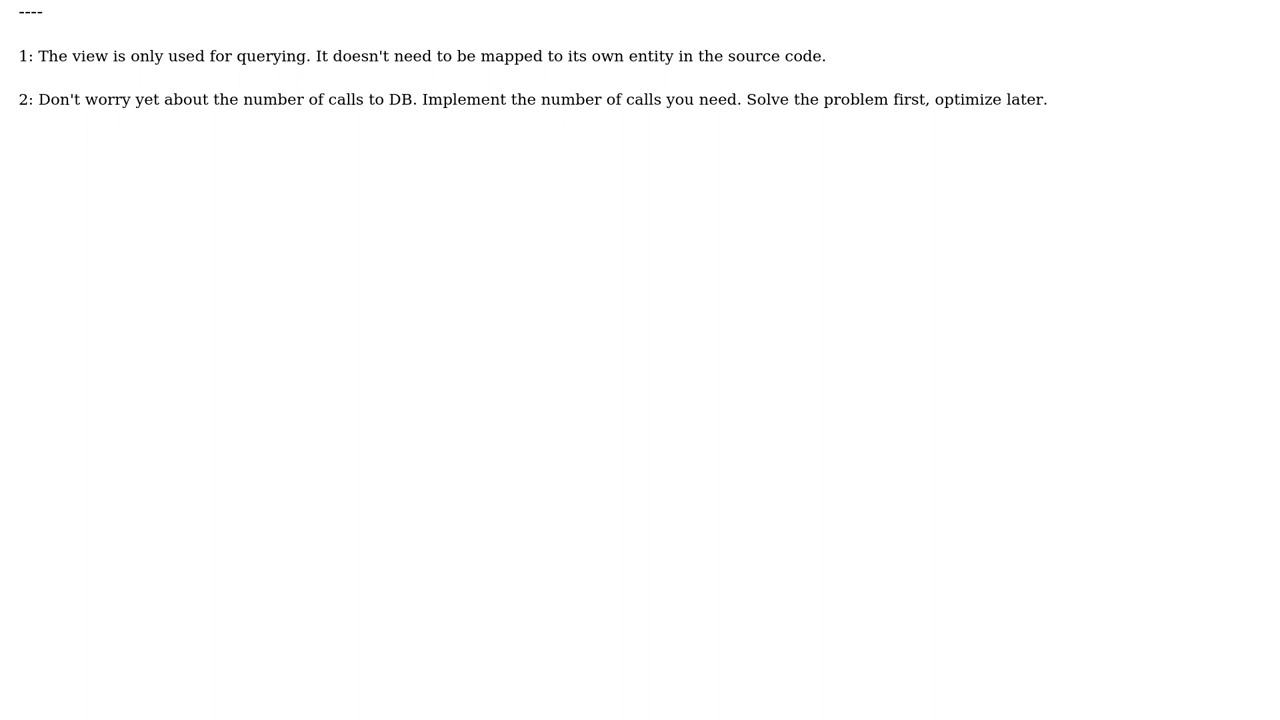 ----
1: The view is only used for querying. It doesn't need to be mapped to its own entity in the source code.
2: Don't worry yet about the number of calls to DB. Implement the number of calls you need. Solve the problem first, optimize later.